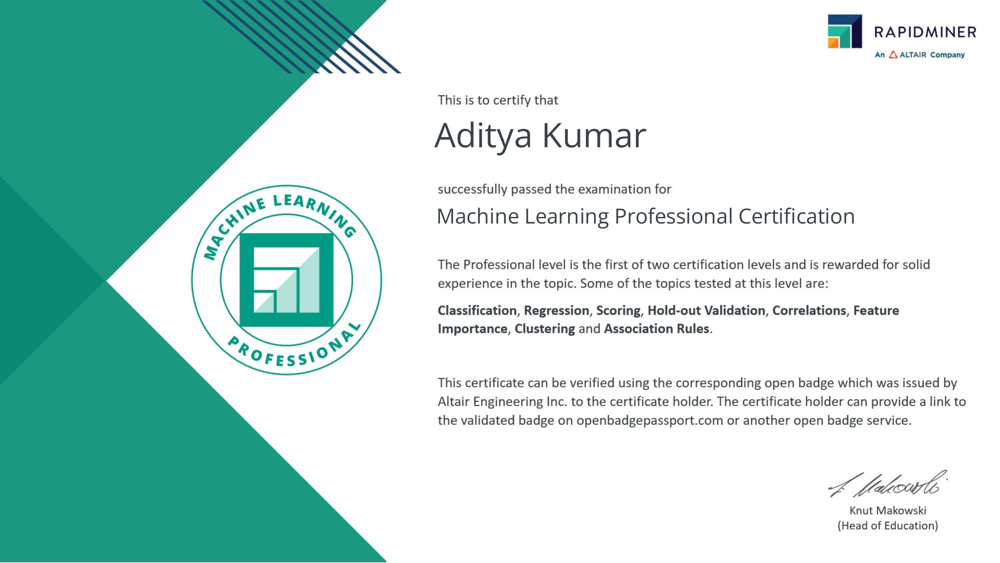 RAPIDMINER
An ALTAIR Company
This is to certify that
Aditya Kumar
successfully passed the examination for
Machine Learning Professional Certification
MACHINE LEARNING
PROFESSIONAL
The Professional level is the first of two certification levels and is rewarded for solid
experience in the topic. Some of the topics tested at this level are:
Classification, Regression, Scoring, Hold-out Validation, Correlations, Feature
Importance, Clustering and Association Rules.
This certificate can be verified using the corresponding open badge which was issued by
Altair Engineering Inc. to the certificate holder. The certificate holder can provide a link to
the validated badge on openbadgepassport.com or another open badge service.
Knut Makowski
(Head of Education)